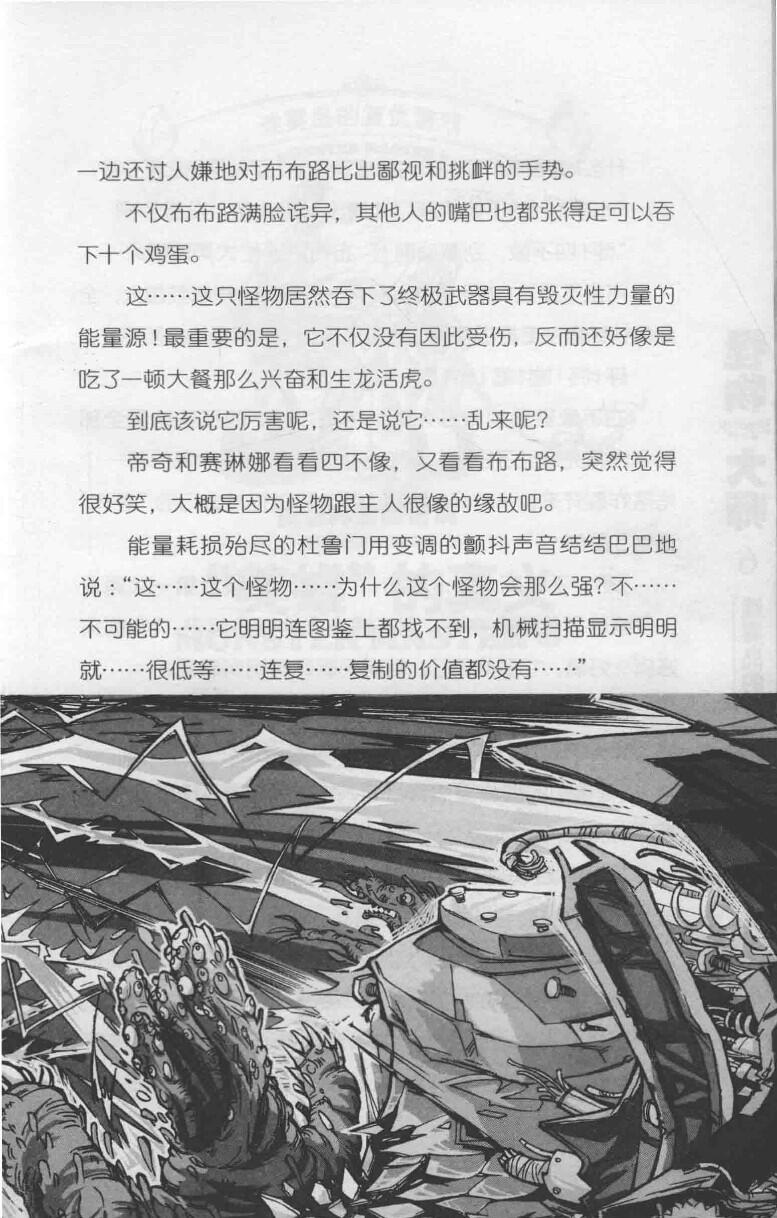 一边还讨人嫌地对布布路比出鄙视和挑衅的手势。
不仅布布路满脸诧异，其他人的嘴巴也都张得足可以吞
下十个鸡蛋。
这……这只怪物居然吞下了终极武器具有毁灭性力量的
能量源！最重要的是，它不仅没有因此受伤，反而还好像是
吃了一顿大餐那么兴奋和生龙活虎。
到底该说它厉害呢，还是说它……乱来呢？
帝奇和赛琳娜看看四不像，又看看布布路，突然觉得
很好笑，大概是因为怪物跟主人很像的缘故吧。
能量耗损殆尽的杜鲁门用变调的颤抖声音结结巴巴地
说：“这……这个怪物……为什么这个怪物会那么强？不……
不可能的……它明明连图鉴上都找不到，机械扫描显示明明
就……很低等……连复……复制的价值都没有……”